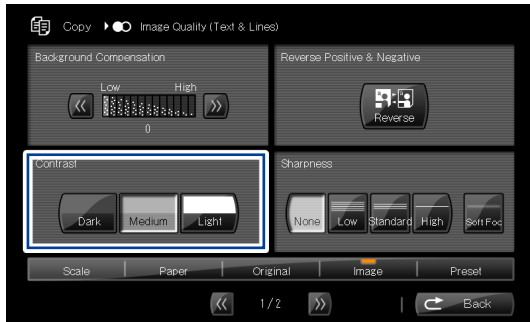 Copy Image Quality (Text & Lines)
Background Compensation
Low High
0
Reverse Positive & Negative
Reverse
Contrast
Dark Medium Light
Sharpness
None Low Standard High Soft Foc
Scale Paper Original Image Preset
1/2
Back